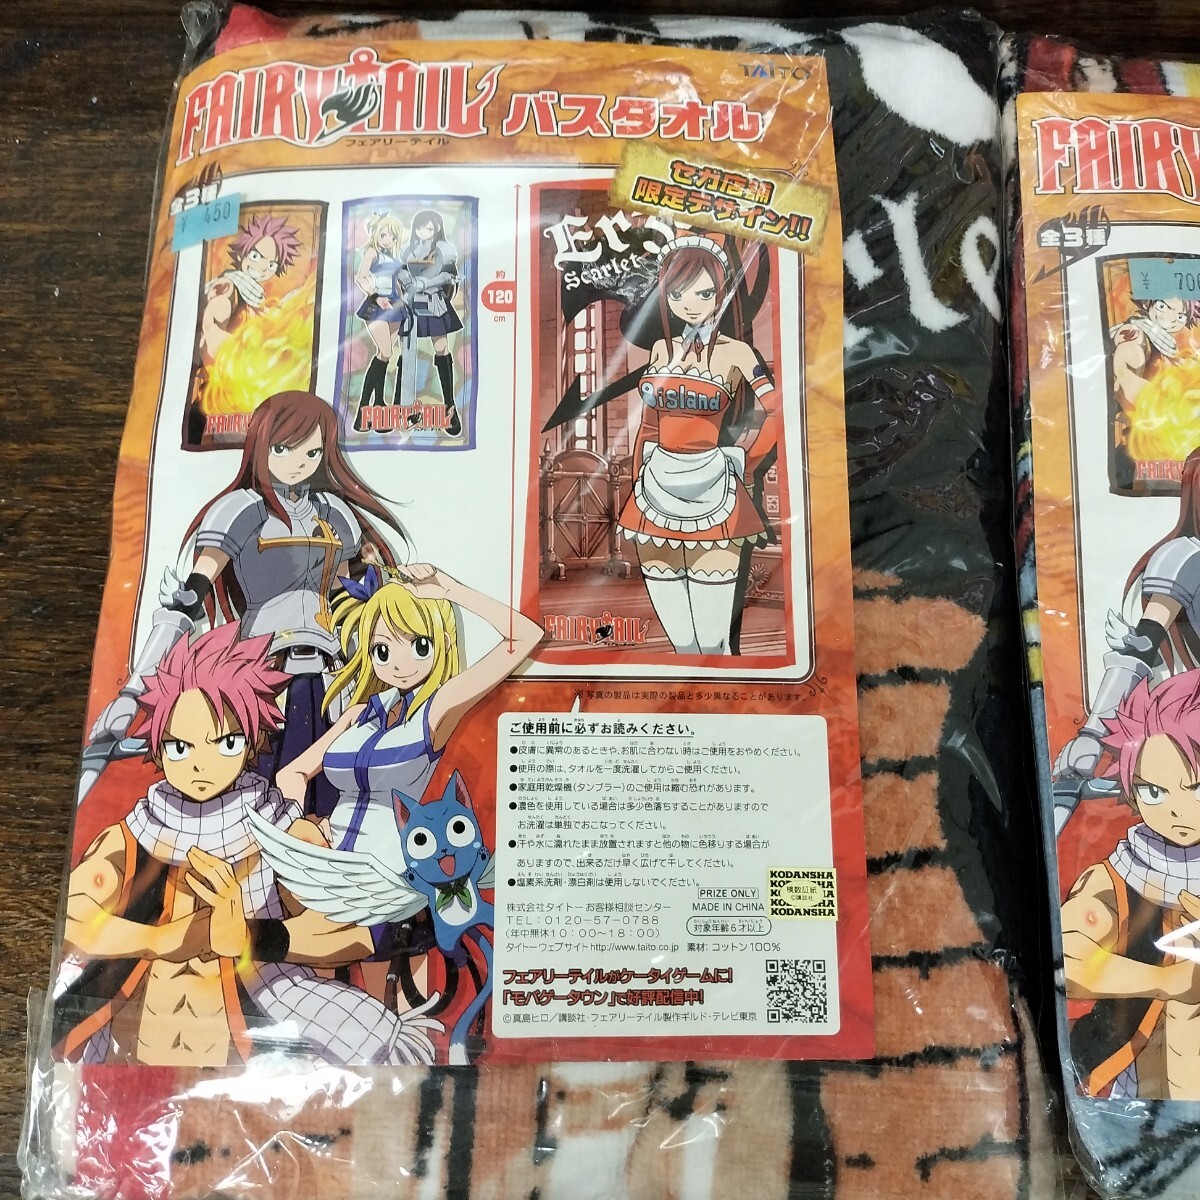 TAITO
FAIRY TAIL バスタオル
フェアリーテイル
セガ店舗
限定デザイン!!
全3種
¥ 450
約
120
cm
Scarlet
8island
FAIRY TAIL
FAIRY TAIL
FAIRY TAIL
※写真の製品は実際の製品と多少異なることがあります。
ご使用前に必ずお読みください。
●皮膚に異常のあるときや、お肌に合わない時はご使用をおやめください。
●使用の際は、タオルを一度洗濯してからご使用ください。
●家庭用乾燥機(タンブラー)のご使用は縮む恐れがあります。
●濃色を使用している場合は多少色落ちすることがありますので
お洗濯は単独でおこなってください。
●汗や水に濡れたまま放置されますと他の物に色移りする場合が
ありますので、出来るだけ早く広げて干してください。
●塩素系洗剤・漂白剤は使用しないでください。
PRIZE ONLY
MADE IN CHINA
対象年齢6才以上
KODANSHA
検数証紙
©講談社
KODANSHA
株式会社タイトーお客様相談センター
TEL:0120-57-0788
(年中無休10:00~18:00)
タイトーウェブサイトhttp://www.taito.co.jp 素材:コットン100%
フェアリーテイルがケータイゲームに!
「モバゲータウン」で好評配信中!
©真島ヒロ/講談社・フェアリーテイル製作ギルド・テレビ東京
FAIRY
全3種
¥ 700